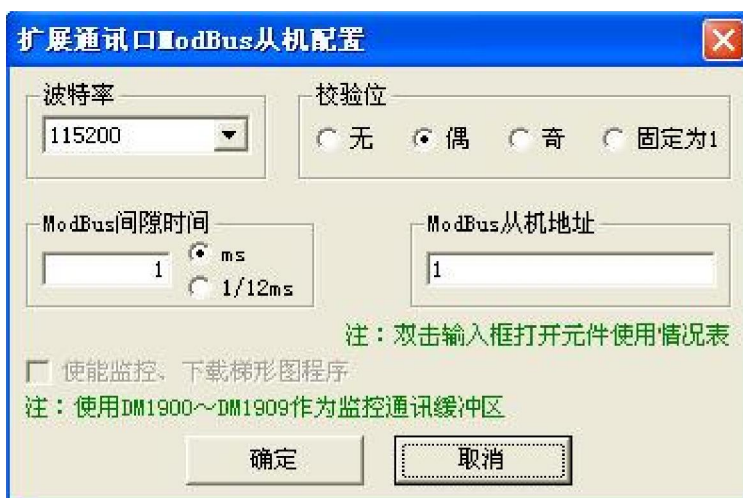 扩展通讯口ModBus从机配置
波特率
校验位
115200
无
偶
奇
固定为1
ModBus间隙时间
ModBus从机地址
1
ms
1/12ms
1
注：双击输入框打开元件使用情况表
使能监控、下载梯形图程序
注：使用DM1900～DM1909作为监控通讯缓冲区
确定
取消